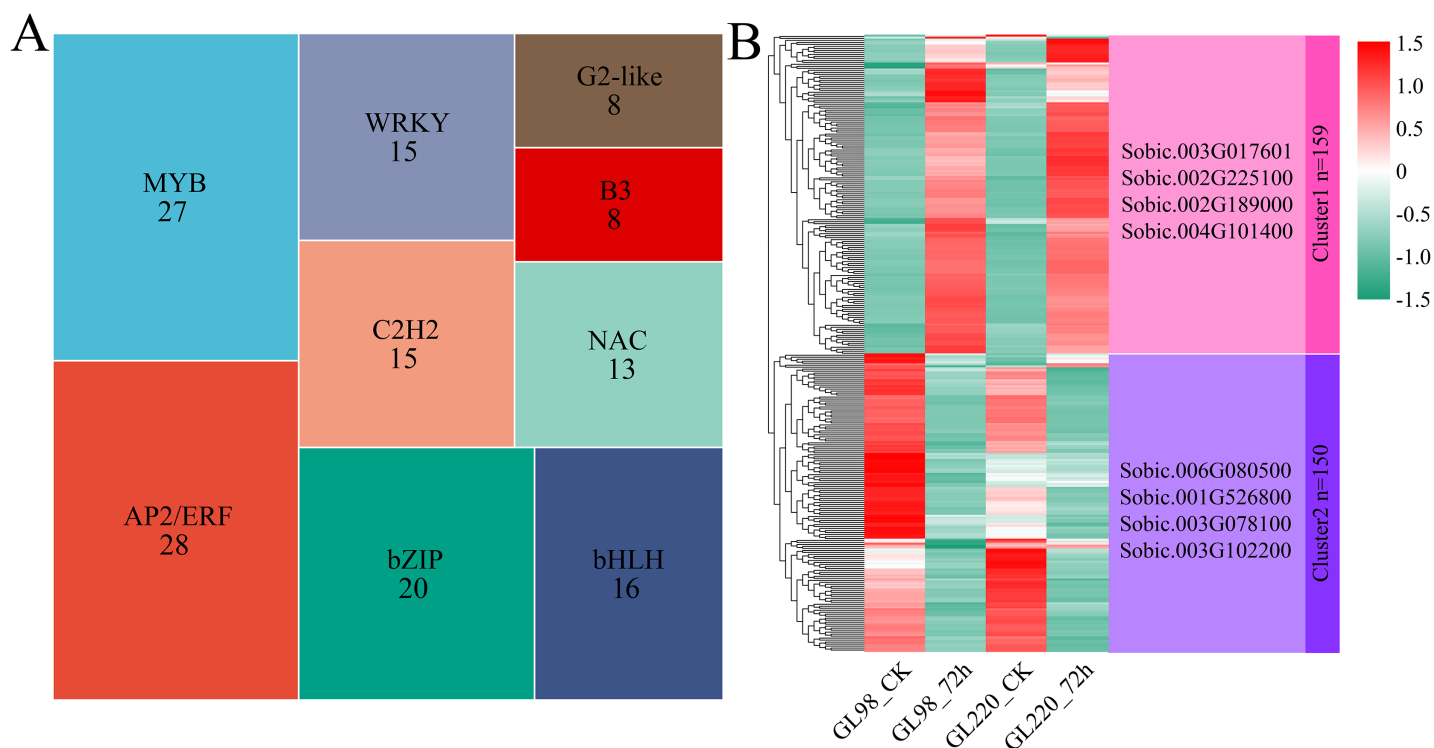 A
MYB
27
WRKY
15
G2-like
8
B3
8
C2H2
15
NAC
13
AP2/ERF
28
bZIP
20
bHLH
16
B
Sobic.003G017601
Sobic.002G225100
Sobic.002G189000
Sobic.004G101400
Cluster1 n=159
Sobic.006G080500
Sobic.001G526800
Sobic.003G078100
Sobic.003G102200
Cluster2 n=150
1.5
1.0
0.5
0
-0.5
-1.0
-1.5
GL98_CK
GL98_72h
GL220_CK
GL220_72h